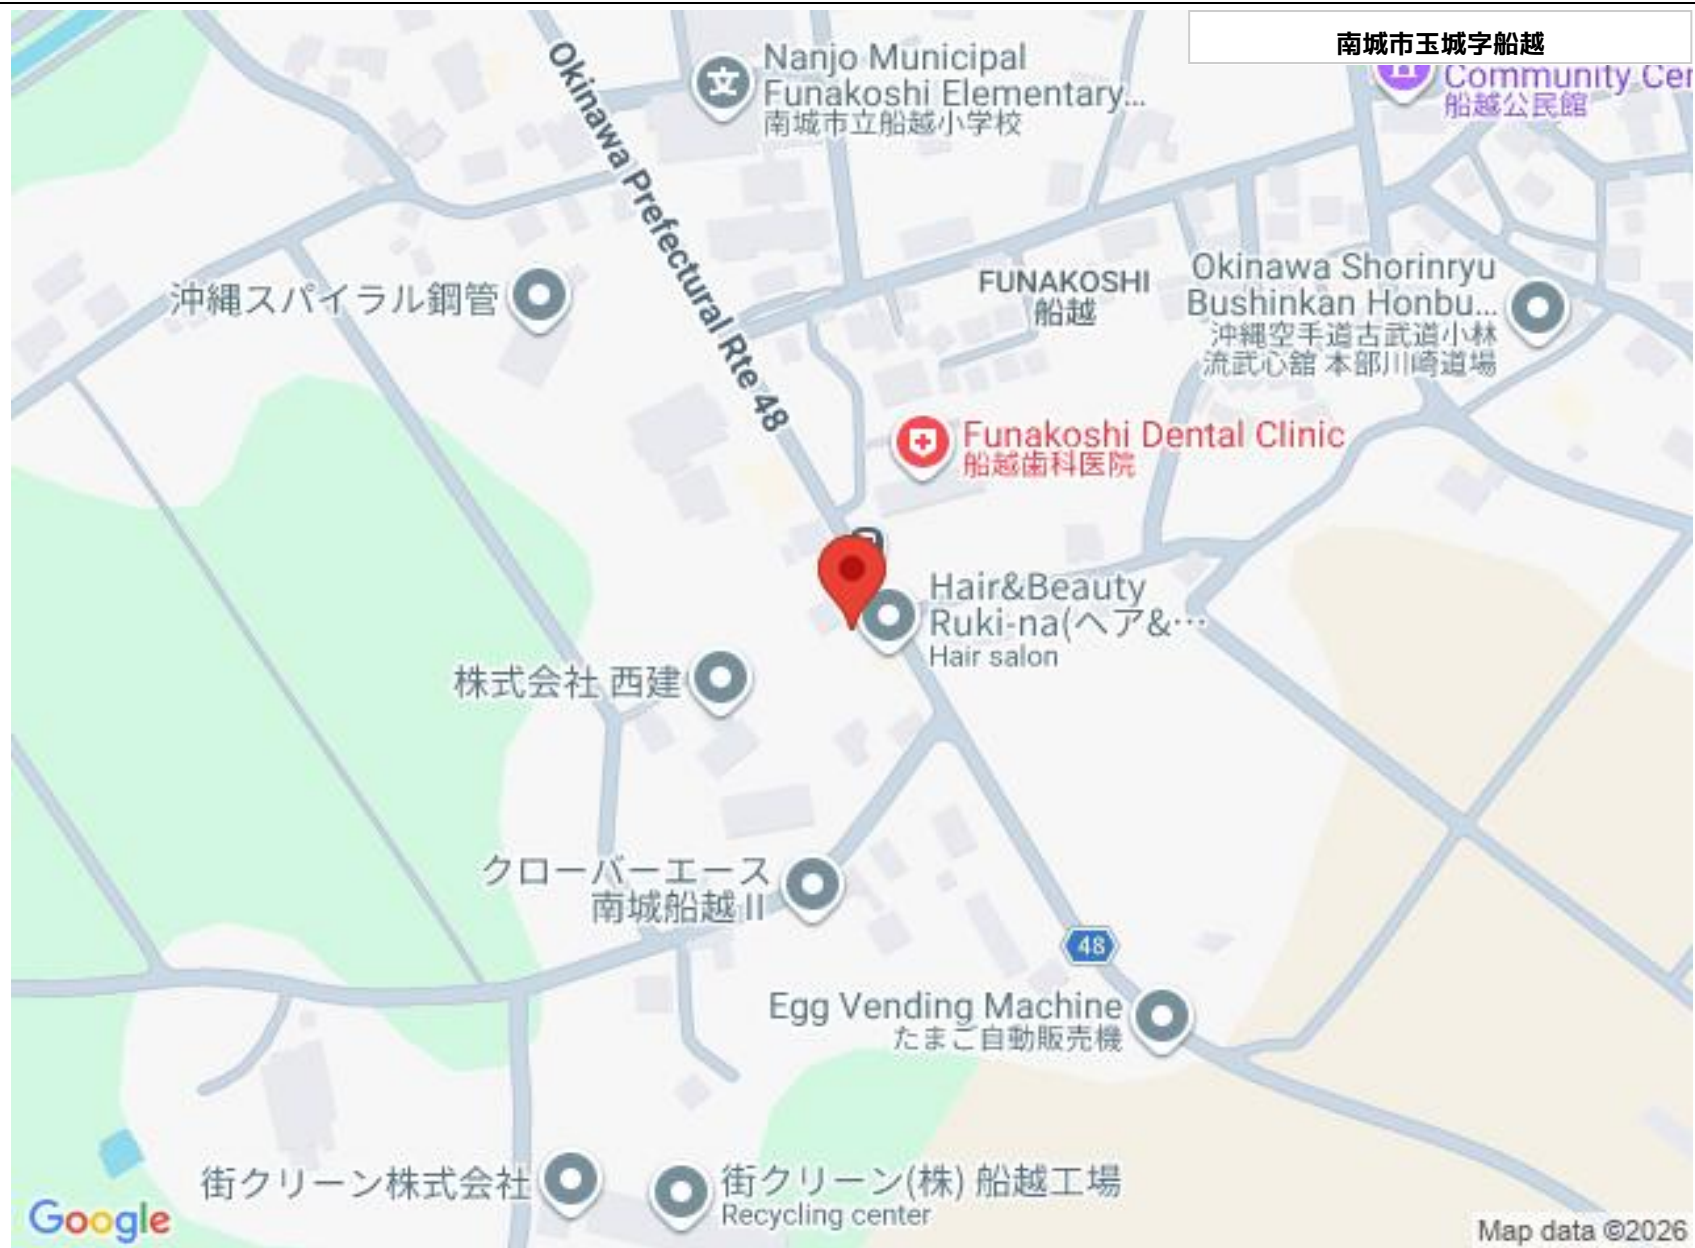 南城市玉城字船越
Nanjo Municipal
Funakoshi Elementary...
南城市立船越小学校
Community Cer
船越公民館
Okinawa Prefectural Rte 48
沖縄スパイラル鋼管
FUNAKOSHI
船越
Okinawa Shorinryu
Bushinkan Honbu...
沖縄空手道古武道小林
流武心舘 本部川崎道場
Funakoshi Dental Clinic
船越歯科医院
Hair&Beauty
Ruki-na(ヘア&…
Hair salon
株式会社 西建
クローバーエース
南城船越 II
48
Egg Vending Machine
たまご自動販売機
街クリーン株式会社
街クリーン(株) 船越工場
Recycling center
Google
Map data ©2026